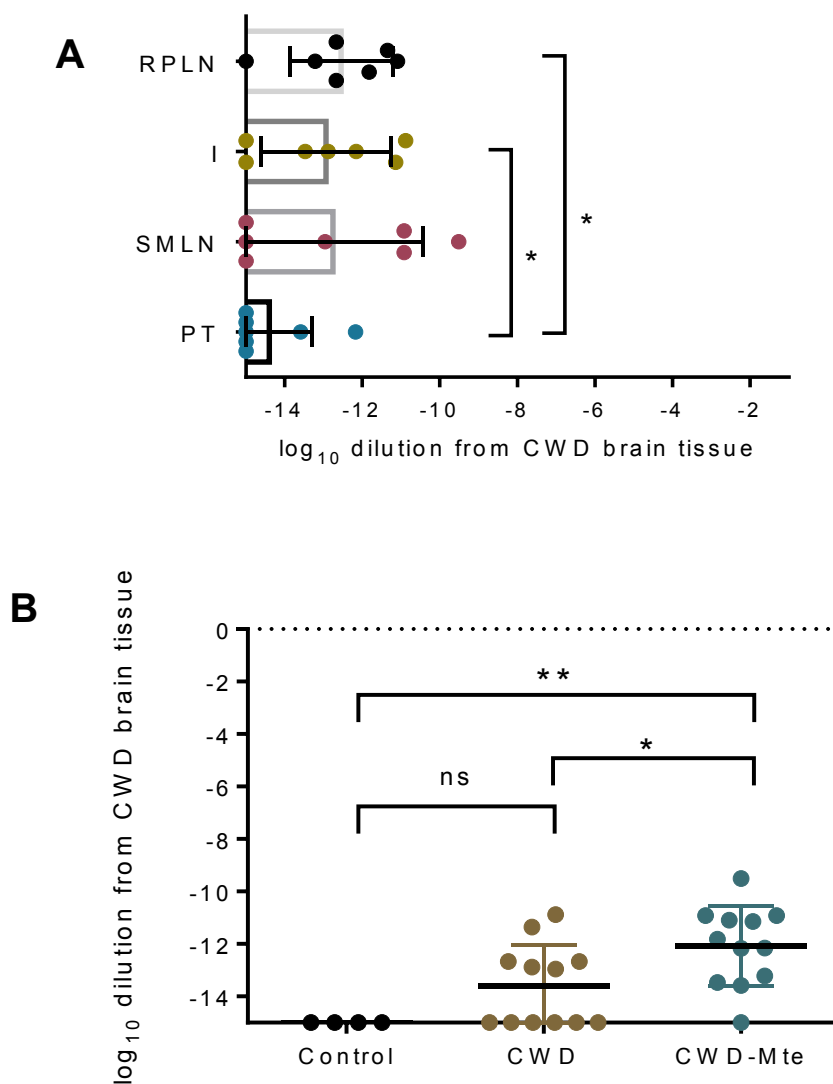 A
RPLN
I
SMLN
PT
*
*
-14 -12 -10 -8 -6 -4 -2
log10 dilution from CWD brain tissue
B
log10 dilution from CWD brain tissue
0
-2
-4
-6
-8
-10
-12
-14
**
*
ns
Control CWD CWD-Mte